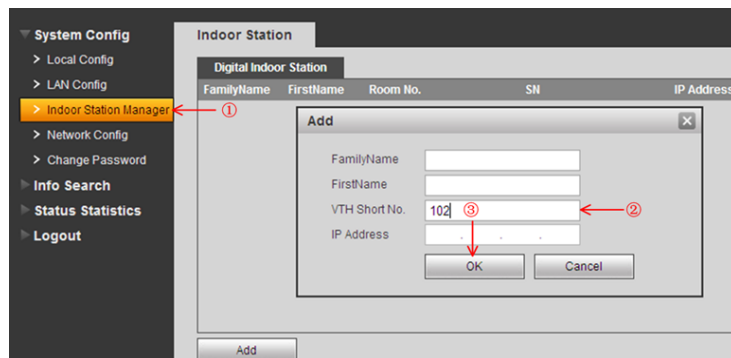 System Config
> Local Config
> LAN Config
> Indoor Station Manager
①
> Network Config
> Change Password
Info Search
Status Statistics
Logout
Indoor Station
Digital Indoor Station
FamilyName FirstName Room No. SN IP Address
Add
FamilyName
FirstName
VTH Short No. 102 ③ ②
IP Address . . .
OK Cancel
Add